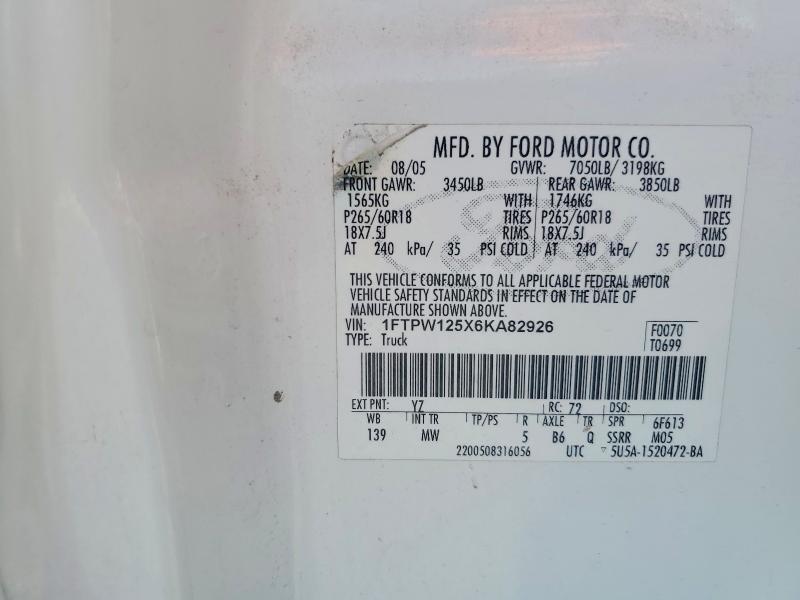 MFD. BY FORD MOTOR CO.
DATE: 08/05 GVWR: 7050LB/ 3198KG
FRONT GAWR: 3450LB REAR GAWR: 3850LB
1565KG WITH 1746KG WITH
P265/60R18 TIRES P265/60R18 TIRES
18X7.5J RIMS 18X7.5J RIMS
AT 240 kPa/ 35 PSI COLD AT 240 kPa/ 35 PSI COLD
Ford
THIS VEHICLE CONFORMS TO ALL APPLICABLE FEDERAL MOTOR
VEHICLE SAFETY STANDARDS IN EFFECT ON THE DATE OF
MANUFACTURE SHOWN ABOVE.
VIN: 1FTPW125X6KA82926 F0070
TYPE: Truck T0699
EXT PNT: YZ RC: 72 DSO:
WB INT TR TP/PS R AXLE TR SPR 6F613
139 MW 5 B6 Q SSRR M05
2200508316056 UTC ▽ 5U5A-1520472-BA